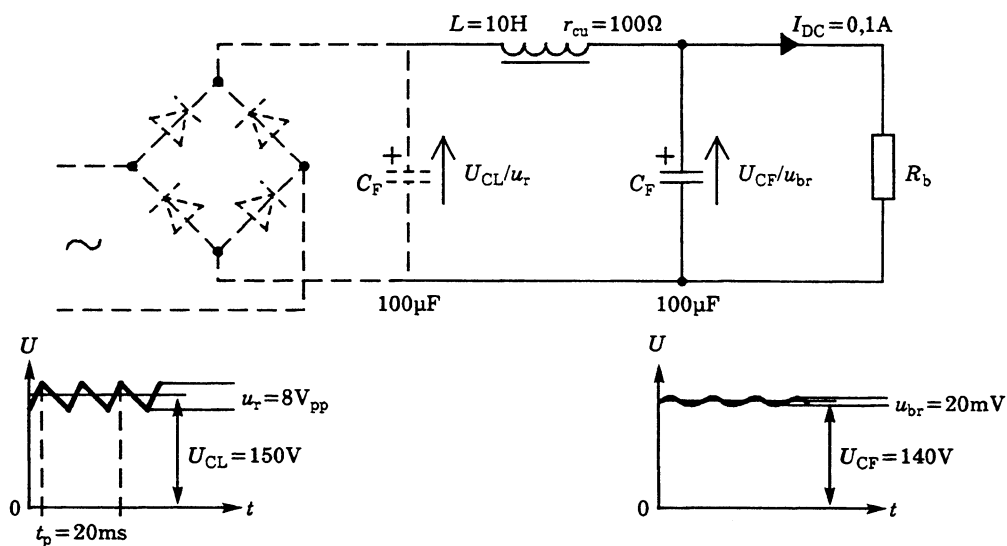 L = 10H r_cu = 100Ω I_DC = 0,1A
+ U_CL/u_r + U_CF/u_br R_b
C_F C_F
~
100µF 100µF
U U
u_r = 8V_pp u_br = 20mV
U_CL = 150V U_CF = 140V
0 t 0 t
t_p = 20ms